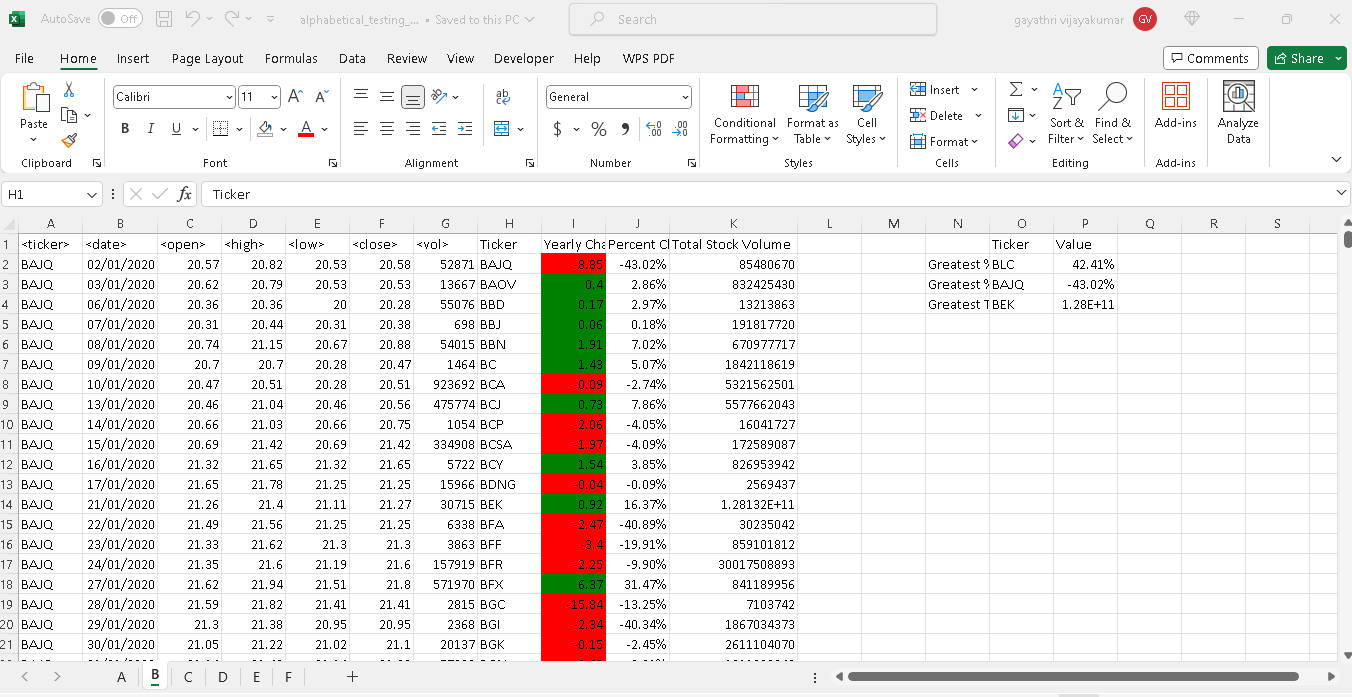 AutoSave Off alphabetical_testing_... • Saved to this PC Search gayathri vijayakumar GV
File Home Insert Page Layout Formulas Data Review View Developer Help WPS PDF Comments Share
Calibri 11 General Insert
Paste Conditional Formatting Format as Table Cell Styles Delete Sort & Filter Find & Select Add-ins Analyze Data
B I U $ % Format
Clipboard Font Alignment Number Styles Cells Editing Add-ins
H1 fx Ticker
A B C D E F G H I J K L M N O P Q R S
1 <ticker> <date> <open> <high> <low> <close> <vol> Ticker Yearly Cha Percent Cl Total Stock Volume Ticker Value
2 BAJQ 02/01/2020 20.57 20.82 20.53 20.58 52871 BAJQ -8.85 -43.02% 85480670 Greatest % BLC 42.41%
3 BAJQ 03/01/2020 20.62 20.79 20.53 20.53 13667 BAOV 0.4 2.86% 832425430 Greatest % BAJQ -43.02%
4 BAJQ 06/01/2020 20.36 20.36 20 20.28 55076 BBD 0.17 2.97% 13213863 Greatest T BEK 1.28E+11
5 BAJQ 07/01/2020 20.31 20.44 20.31 20.38 698 BBJ 0.06 0.18% 191817720
6 BAJQ 08/01/2020 20.74 21.15 20.67 20.88 54015 BBN 1.91 7.02% 670977717
7 BAJQ 09/01/2020 20.7 20.7 20.28 20.47 1464 BC 1.43 5.07% 1842118619
8 BAJQ 10/01/2020 20.47 20.51 20.28 20.51 923692 BCA -0.09 -2.74% 5321562501
9 BAJQ 13/01/2020 20.46 21.04 20.46 20.56 475774 BCJ 0.73 7.86% 5577662043
10 BAJQ 14/01/2020 20.66 21.03 20.66 20.75 1054 BCP -2.06 -4.05% 16041727
11 BAJQ 15/01/2020 20.69 21.42 20.69 21.42 334908 BCSA -1.97 -4.09% 172589087
12 BAJQ 16/01/2020 21.32 21.65 21.32 21.65 5722 BCY 1.54 3.85% 826953942
13 BAJQ 17/01/2020 21.65 21.78 21.25 21.25 15966 BDNG -0.04 -0.09% 2569437
14 BAJQ 21/01/2020 21.26 21.4 21.11 21.27 30715 BEK 0.92 16.37% 1.28132E+11
15 BAJQ 22/01/2020 21.49 21.56 21.25 21.25 6338 BFA -2.47 -40.89% 30235042
16 BAJQ 23/01/2020 21.33 21.62 21.3 21.3 3863 BFF -3.4 -19.91% 859101812
17 BAJQ 24/01/2020 21.35 21.6 21.19 21.6 157919 BFR -2.25 -9.90% 30017508893
18 BAJQ 27/01/2020 21.62 21.94 21.51 21.8 571970 BFX 6.37 31.47% 841189956
19 BAJQ 28/01/2020 21.59 21.82 21.41 21.41 2815 BGC -15.84 -13.25% 7103742
20 BAJQ 29/01/2020 21.3 21.38 20.95 20.95 2368 BGI -2.34 -40.34% 1867034373
21 BAJQ 30/01/2020 21.05 21.22 21.02 21.1 20137 BGK -0.15 -2.45% 2611104070
A B C D E F